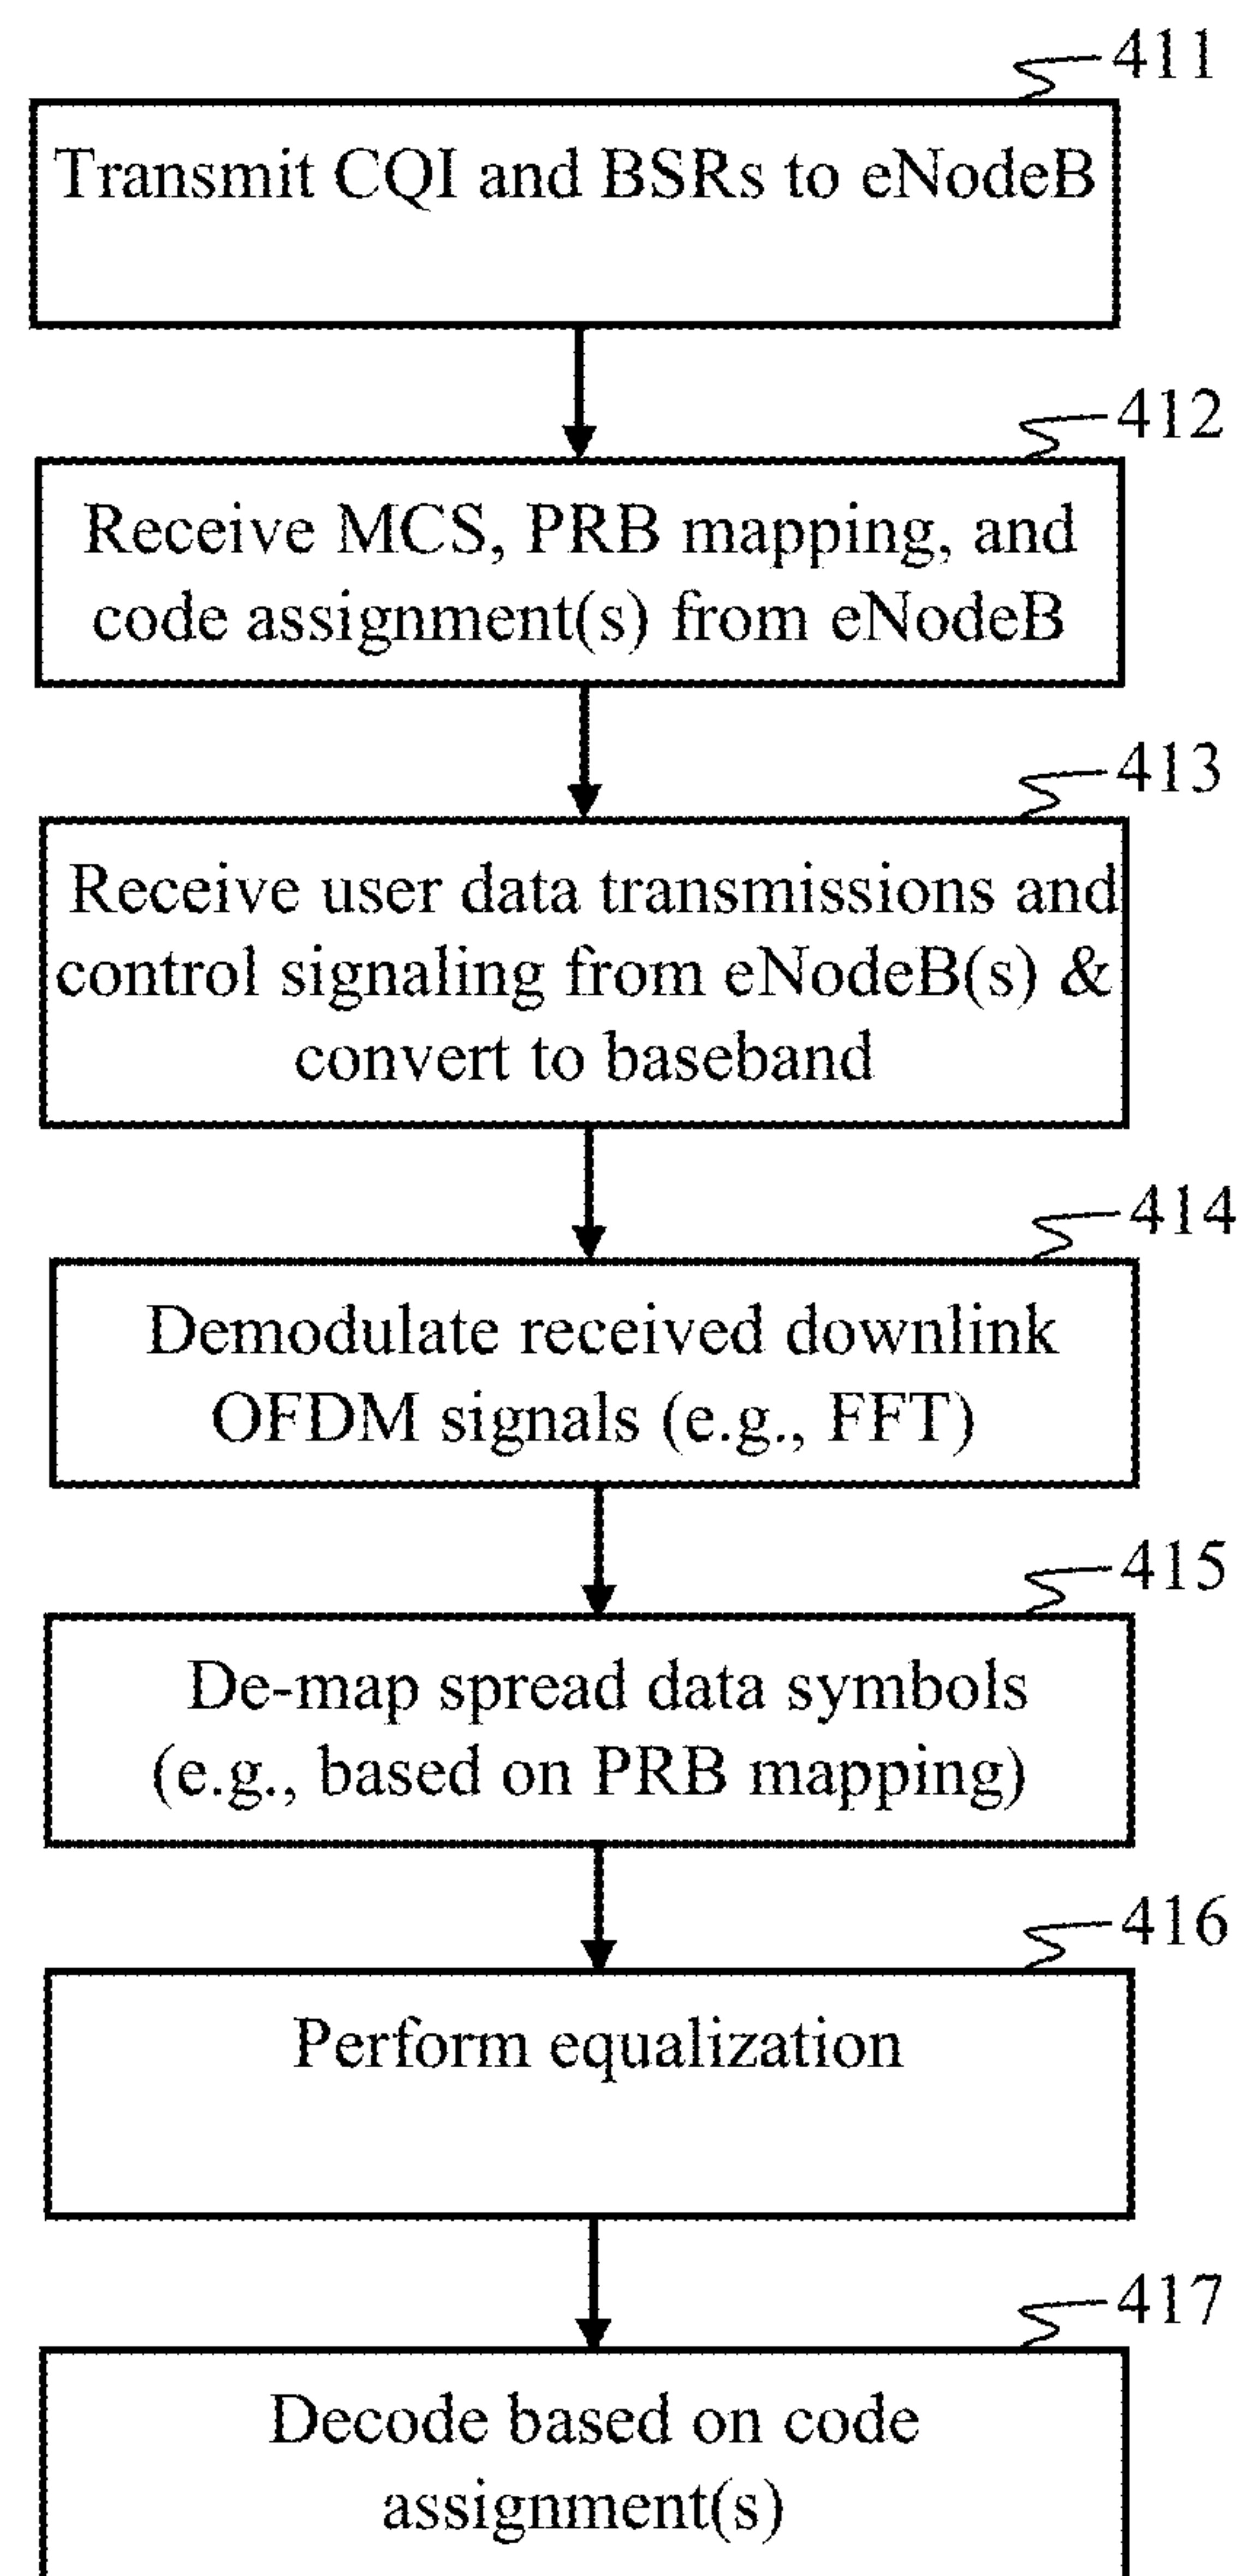 411
Transmit CQI and BSRs to eNodeB
412
Receive MCS, PRB mapping, and
code assignment(s) from eNodeB
413
Receive user data transmissions and
control signaling from eNodeB(s) &
convert to baseband
414
Demodulate received downlink
OFDM signals (e.g., FFT)
415
De-map spread data symbols
(e.g., based on PRB mapping)
416
Perform equalization
417
Decode based on code
assignment(s)